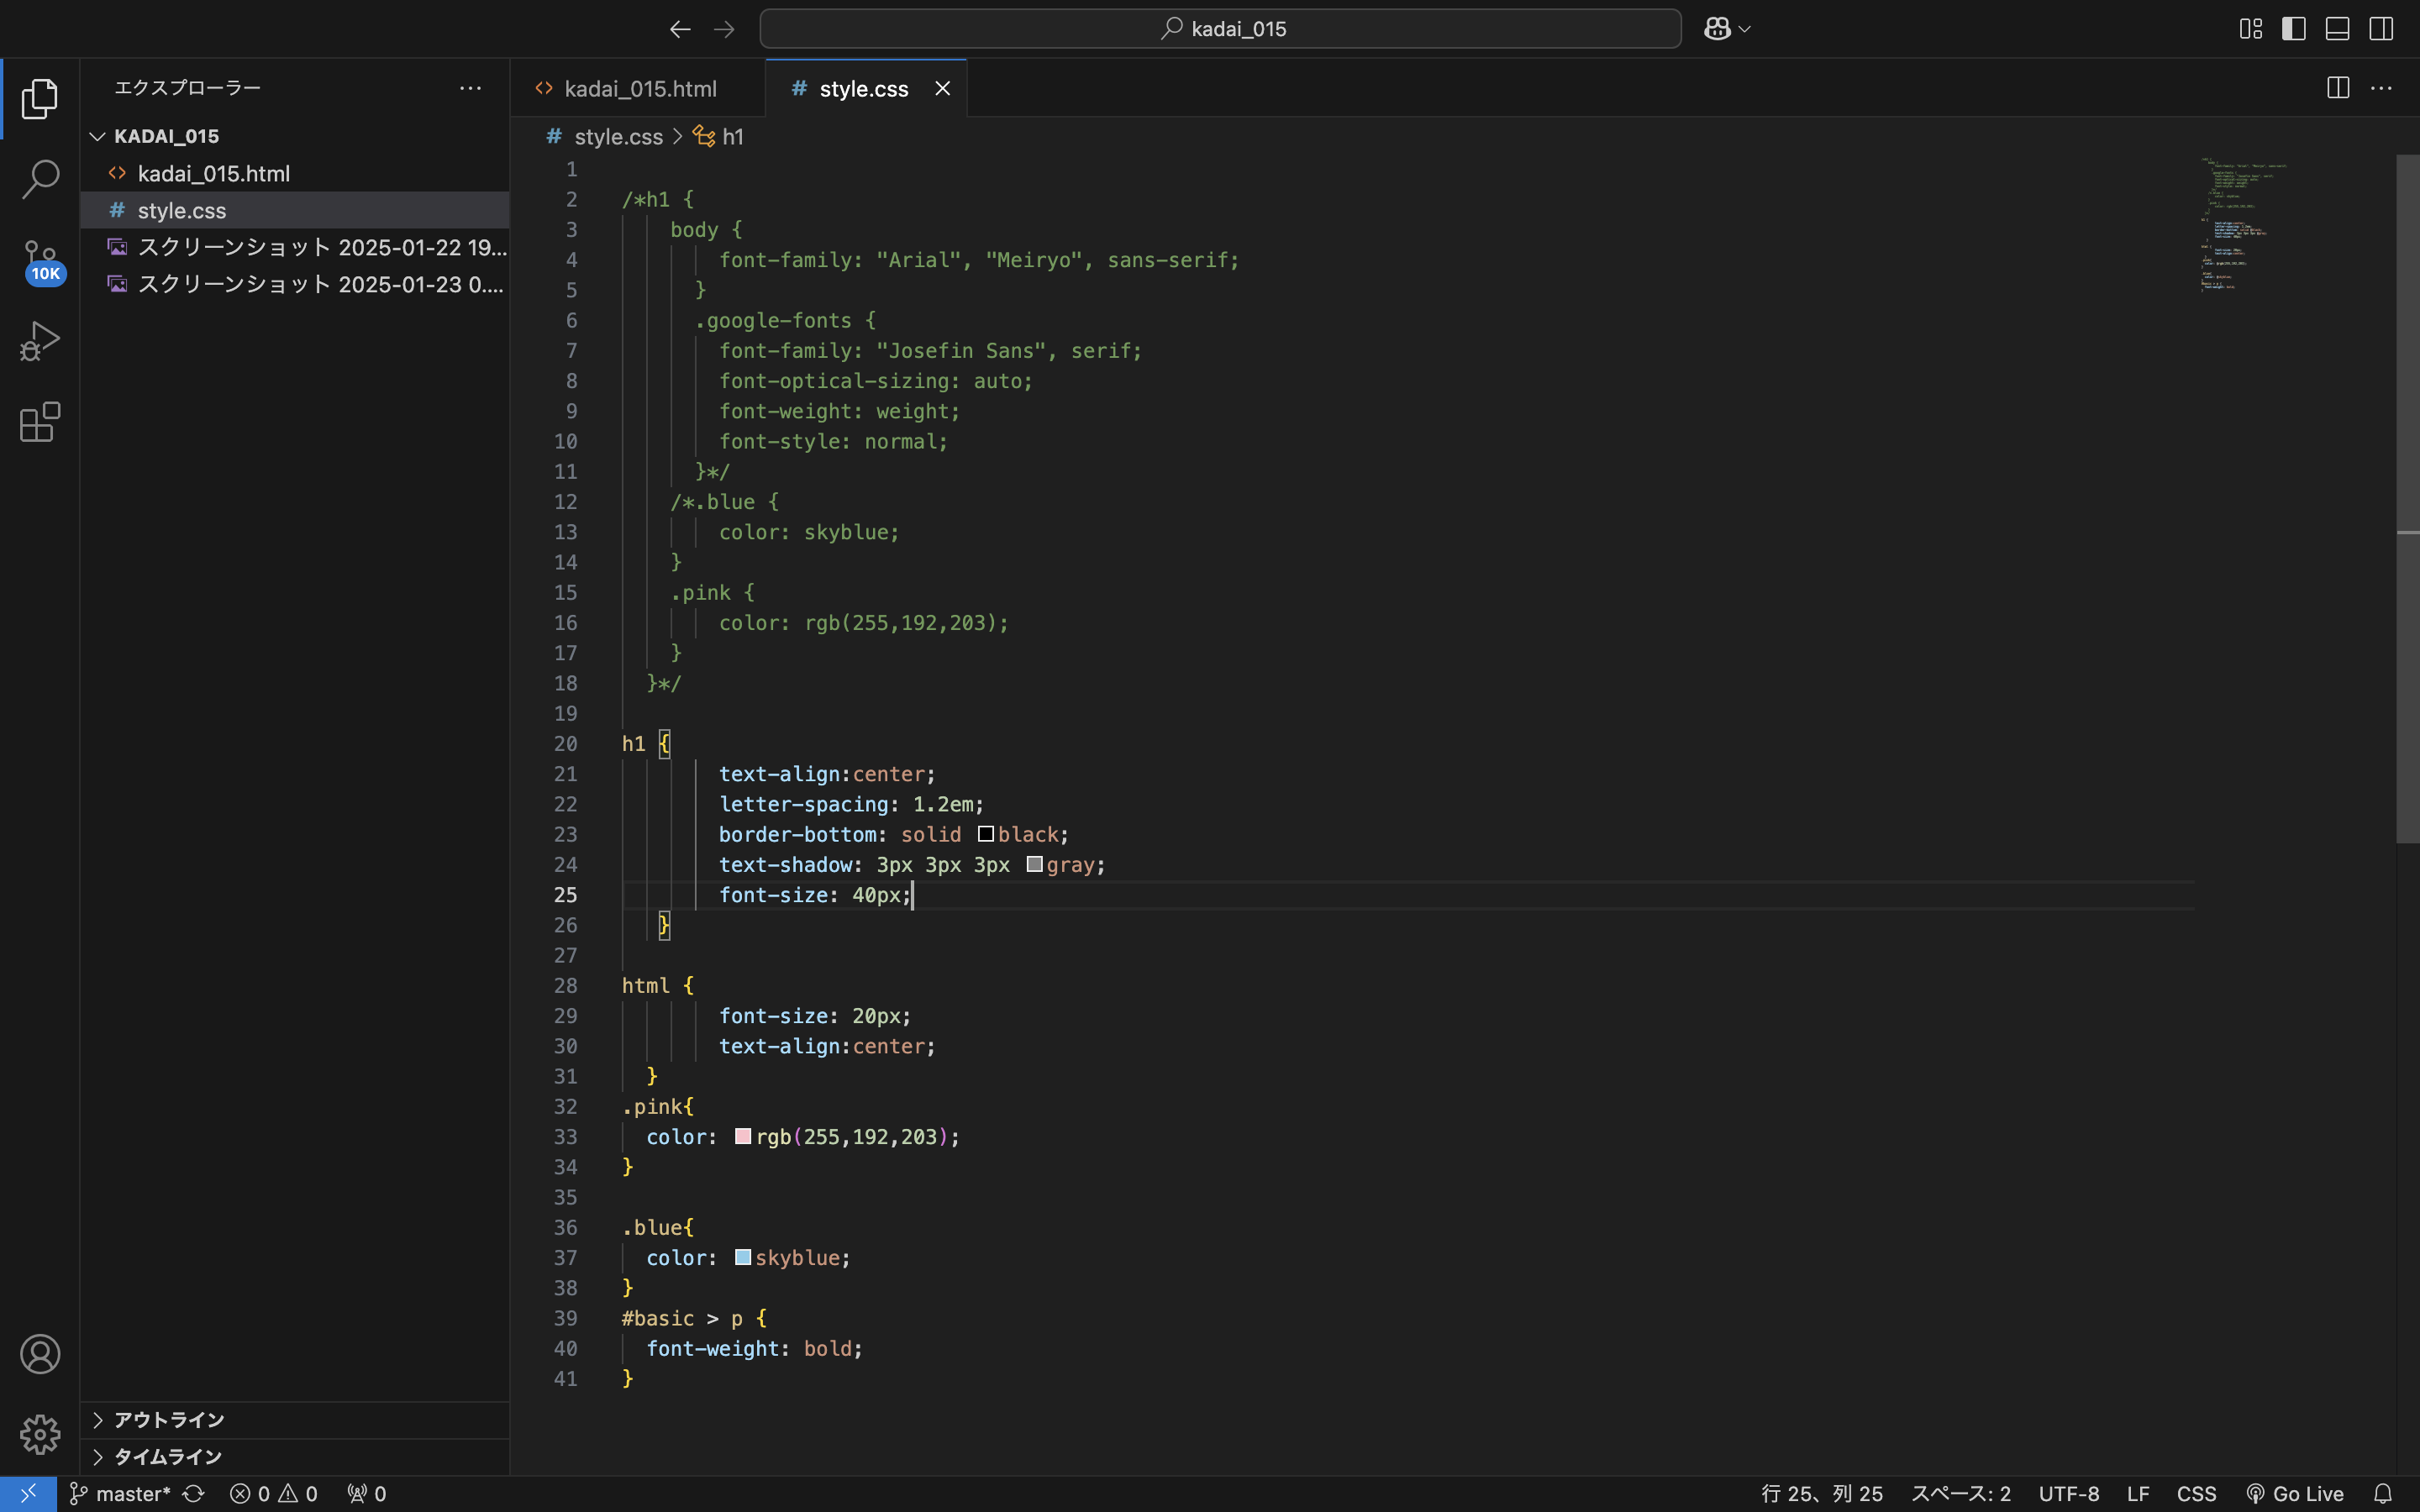 kadai_015
エクスプローラー
KADAI_015
kadai_015.html
style.css
スクリーンショット 2025-01-22 19...
スクリーンショット 2025-01-23 0....
10K
アウトライン
タイムライン
kadai_015.html
# style.css
# style.css > h1
1
2 /*h1 {
3 body {
4 font-family: "Arial", "Meiryo", sans-serif;
5 }
6 .google-fonts {
7 font-family: "Josefin Sans", serif;
8 font-optical-sizing: auto;
9 font-weight: weight;
10 font-style: normal;
11 }*/
12 /*.blue {
13 color: skyblue;
14 }
15 .pink {
16 color: rgb(255,192,203);
17 }
18 }*/
19
20 h1 {
21 text-align:center;
22 letter-spacing: 1.2em;
23 border-bottom: solid black;
24 text-shadow: 3px 3px 3px gray;
25 font-size: 40px;
26 }
27
28 html {
29 font-size: 20px;
30 text-align:center;
31 }
32 .pink{
33 color: rgb(255,192,203);
34 }
35
36 .blue{
37 color: skyblue;
38 }
39 #basic > p {
40 font-weight: bold;
41 }
master* 0 0 0
行 25、列 25 スペース: 2 UTF-8 LF CSS Go Live